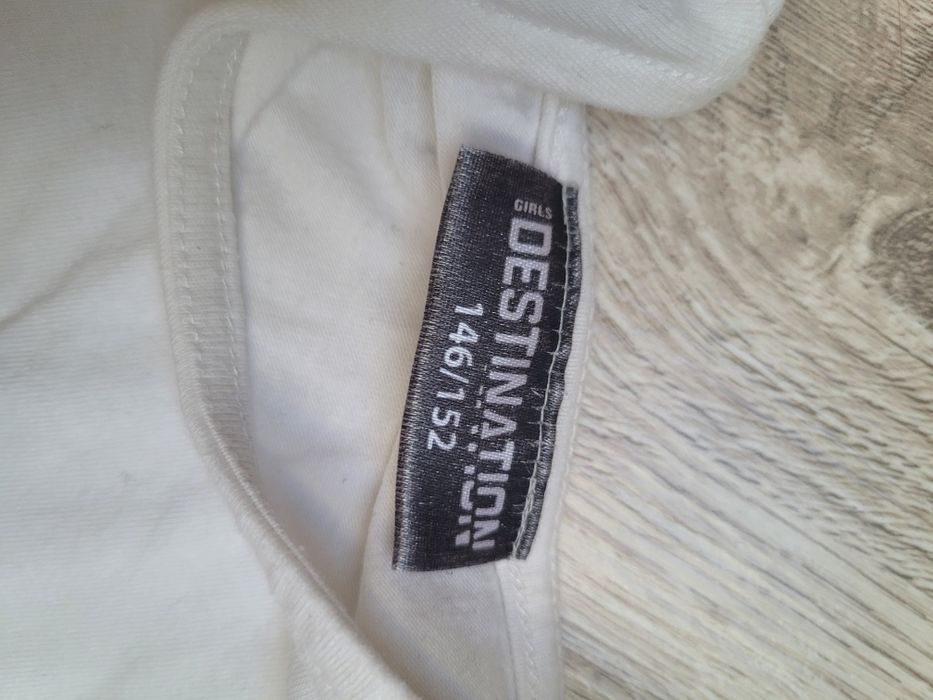 GIRLS
DESTINATION
146/152